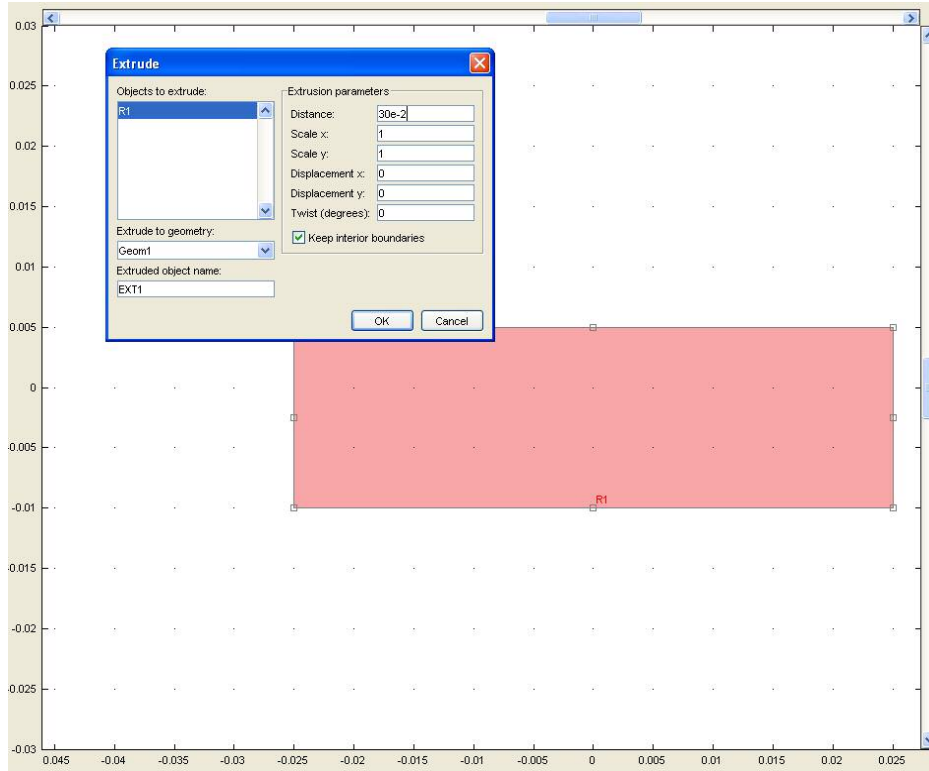 0.03
Extrude
0.025
Objects to extrude:
Extrusion parameters
R1
Distance: 30e-2
Scale x: 1
0.02
Scale y: 1
Displacement x: 0
Displacement y: 0
0.015
Twist (degrees): 0
Extrude to geometry:
Keep interior boundaries
Geom1
0.01
Extruded object name:
EXT1
OK Cancel
0.005
0
-0.005
R1
-0.01
0.015
-0.02
0.025
-0.03
0.045 -0.04 -0.035 -0.03 -0.025 -0.02 -0.015 -0.01 -0.005 0 0.005 0.01 0.015 0.02 0.025